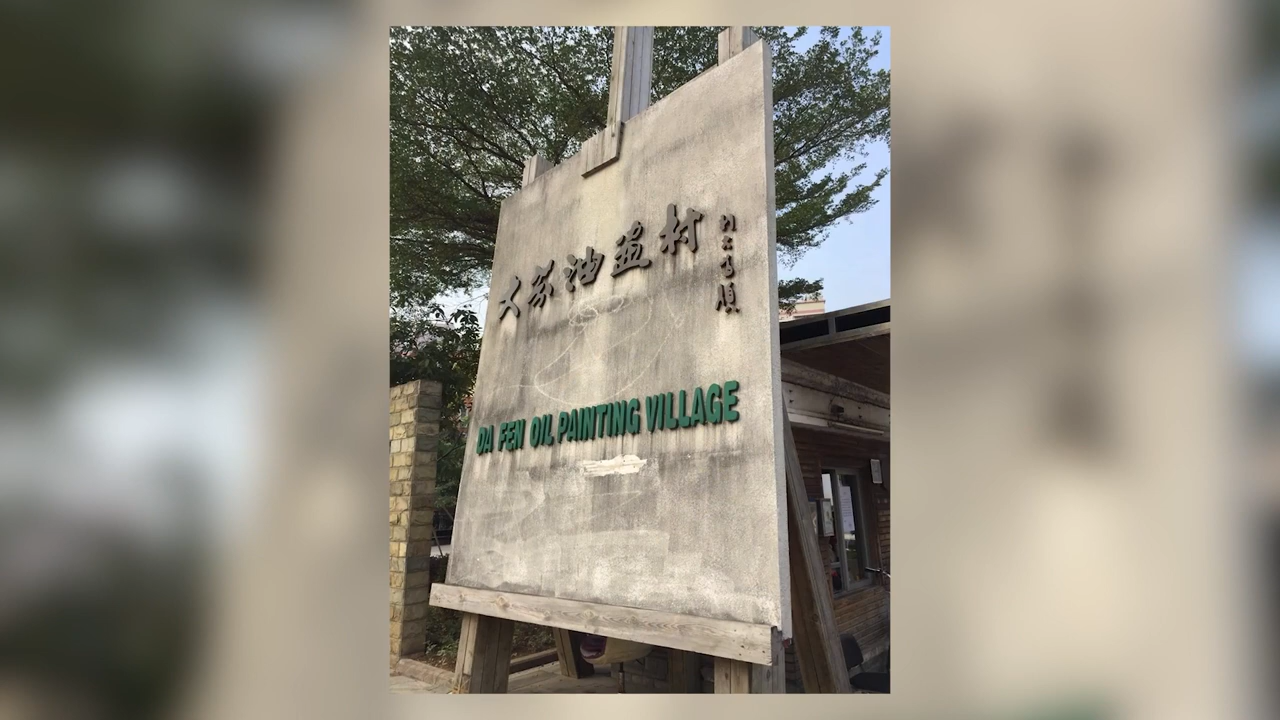 大芬油画村
DA FEN OIL PAINTING VILLAGE